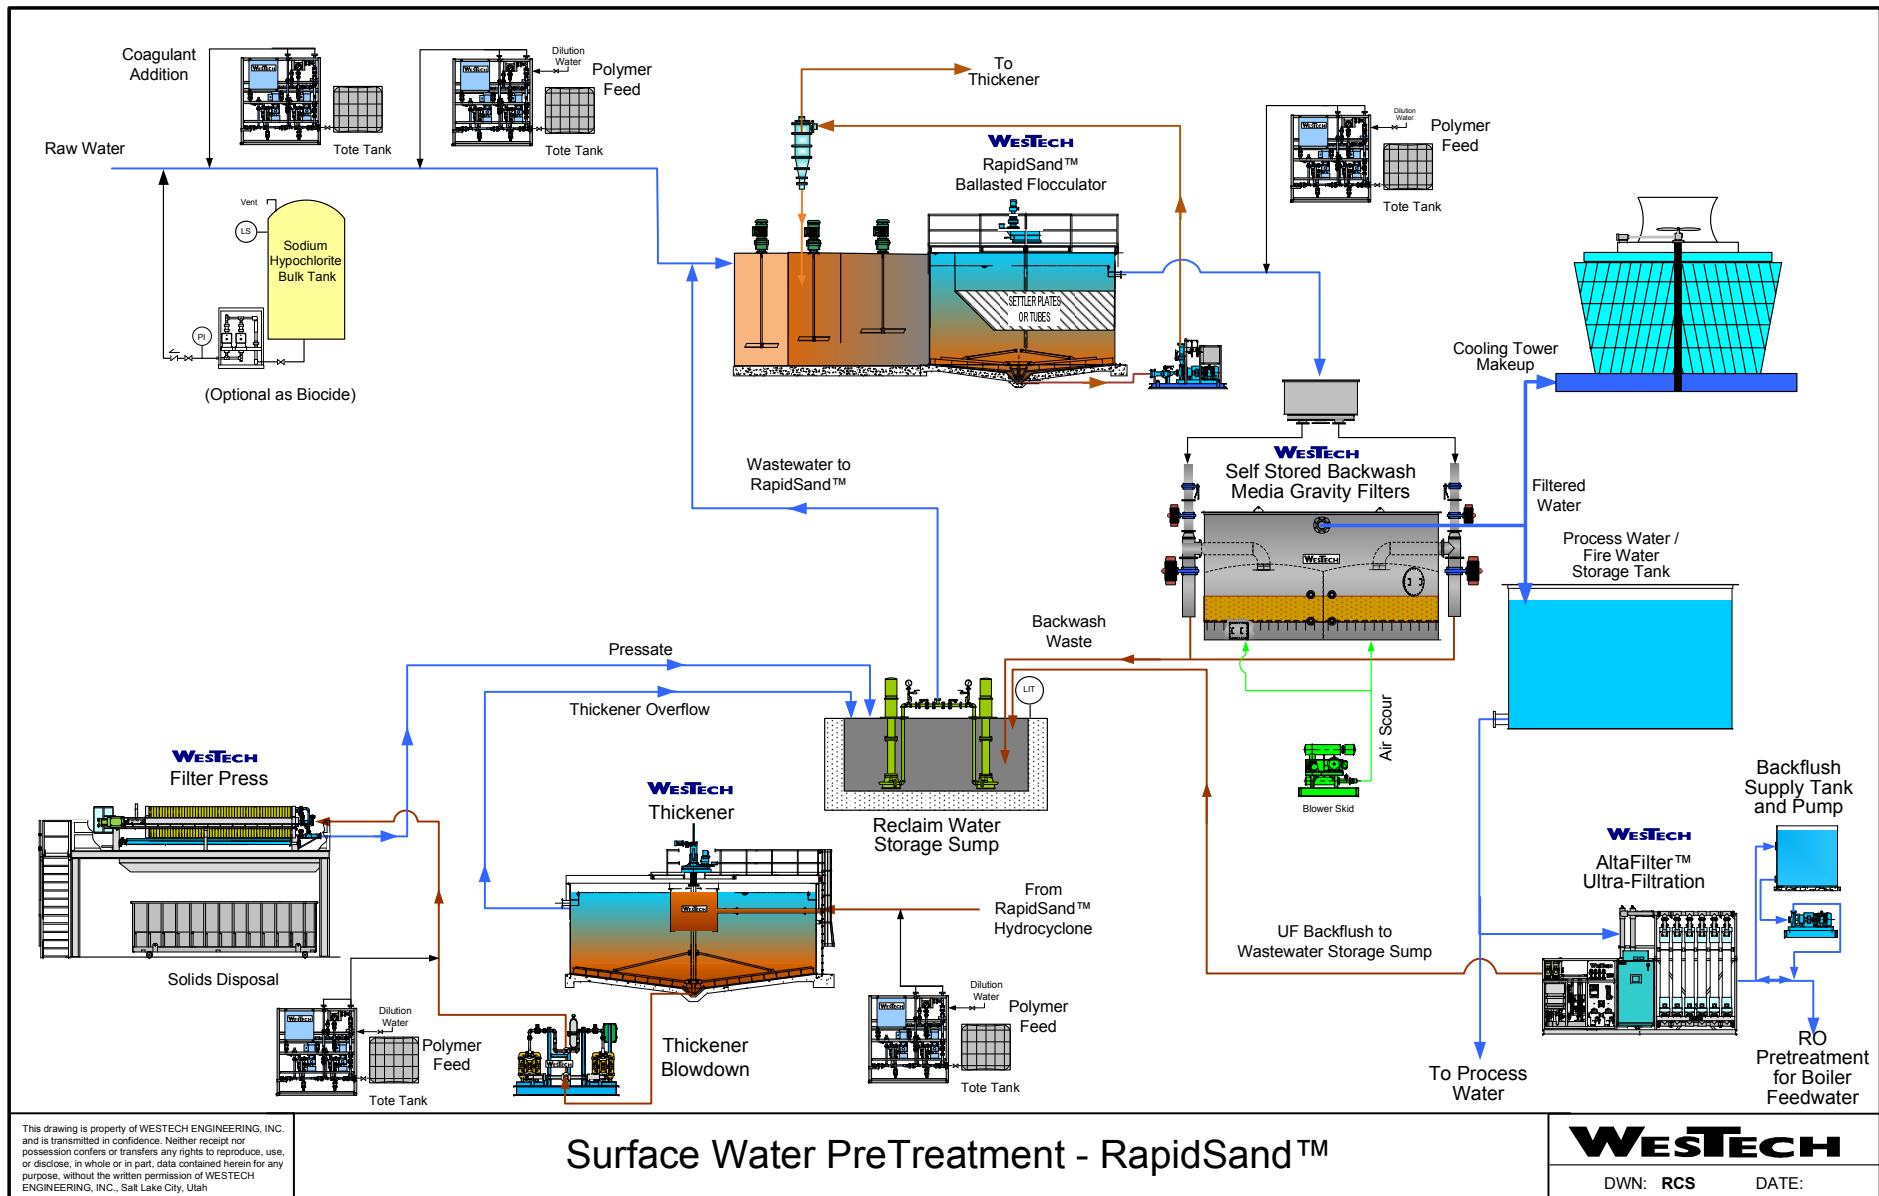 Coagulant
Addition
WESTECH
Tote Tank
WESTECH
Dilution
Water
Polymer
Feed
Tote Tank
To
Thickener
WESTECH
RapidSand™
Ballasted Flocculator
WESTECH
Dilution
Water
Polymer
Feed
Tote Tank
Raw Water
Vent
LS
Sodium
Hypochlorite
Bulk Tank
PI
(Optional as Biocide)
SETTLER PLATES
OR TUBES
Cooling Tower
Makeup
Wastewater to
RapidSand™
WESTECH
Self Stored Backwash
Media Gravity Filters
WESTECH
Filtered
Water
Process Water /
Fire Water
Storage Tank
Backwash
Waste
Pressate
Thickener Overflow
LIT
Air Scour
Blower Skid
WESTECH
Filter Press
WESTECH
Thickener
WESTECH
Reclaim Water
Storage Sump
Backflush
Supply Tank
and Pump
WESTECH
AltaFilter™
Ultra-Filtration
WESTECH
From
RapidSand™
Hydrocyclone
UF Backflush to
Wastewater Storage Sump
Solids Disposal
WESTECH
Dilution
Water
Polymer
Feed
Tote Tank
WESTECH
Thickener
Blowdown
WESTECH
Dilution
Water
Polymer
Feed
Tote Tank
To Process
Water
RO
Pretreatment
for Boiler
Feedwater
This drawing is property of WESTECH ENGINEERING, INC.
and is transmitted in confidence. Neither receipt nor
possession confers or transfers any rights to reproduce, use,
or disclose, in whole or in part, data contained herein for any
purpose, without the written permission of WESTECH
ENGINEERING, INC., Salt Lake City, Utah
Surface Water PreTreatment - RapidSand™
WESTECH
DWN: RCS DATE: